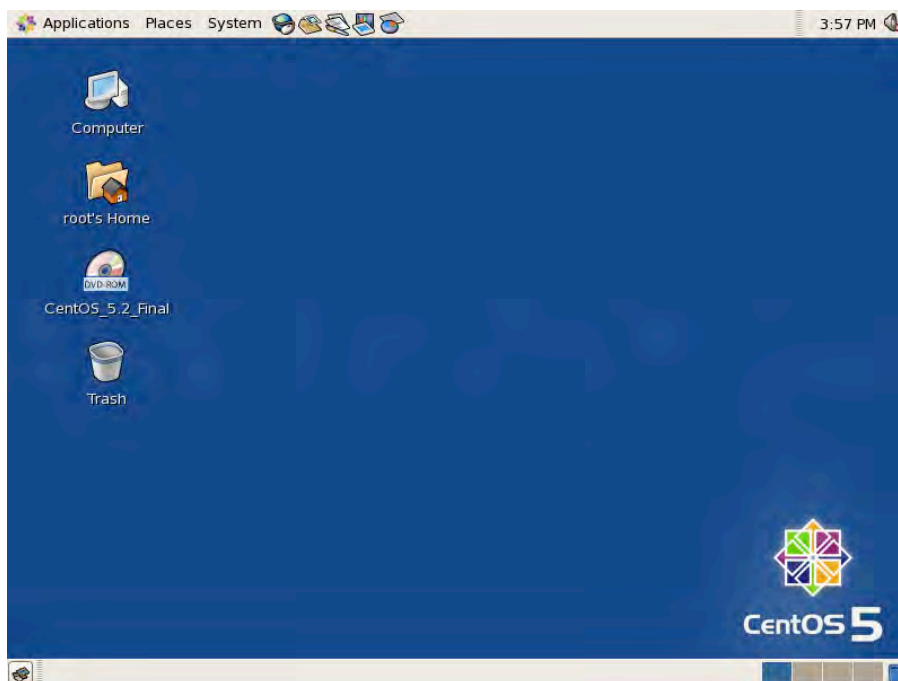 Applications Places System 3:57 PM
Computer
root's Home
DVD-ROM
CentOS_5.2_Final
Trash
CentOS 5